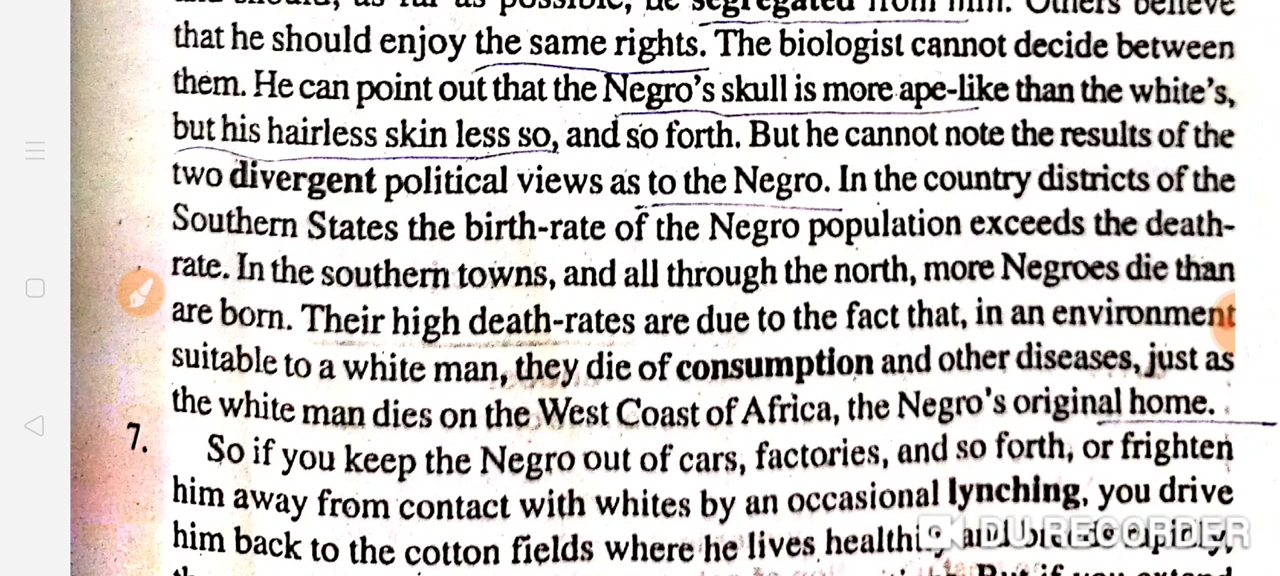 segregated from him. Others believe
that he should enjoy the same rights. The biologist cannot decide between
them. He can point out that the Negro's skull is more ape-like than the white's,
but his hairless skin less so, and so forth. But he cannot note the results of the
two divergent political views as to the Negro. In the country districts of the
Southern States the birth-rate of the Negro population exceeds the death-
rate. In the southern towns, and all through the north, more Negroes die than
are born. Their high death-rates are due to the fact that, in an environment
suitable to a white man, they die of consumption and other diseases, just as
the white man dies on the West Coast of Africa, the Negro's original home.
7. So if you keep the Negro out of cars, factories, and so forth, or frighten
him away from contact with whites by an occasional lynching, you drive
him back to the cotton fields where he lives
DU RECORDER